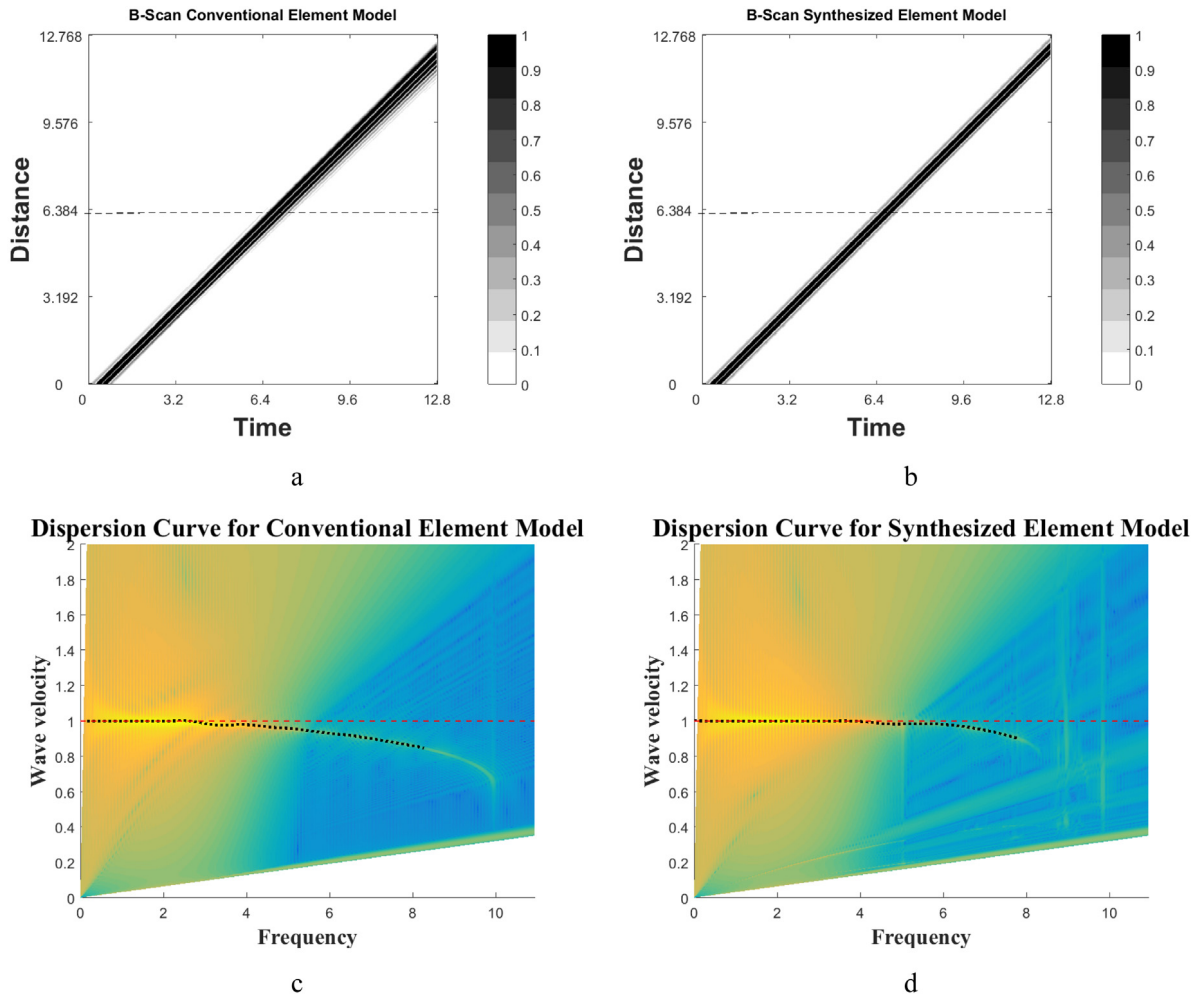 B-Scan Conventional Element Model
12.768
9.576
6.384
3.192
0
Distance
0 3.2 6.4 9.6 12.8
Time
1
0.9
0.8
0.7
0.6
0.5
0.4
0.3
0.2
0.1
0
a
B-Scan Synthesized Element Model
12.768
9.576
6.384
3.192
0
Distance
0 3.2 6.4 9.6 12.8
Time
1
0.9
0.8
0.7
0.6
0.5
0.4
0.3
0.2
0.1
0
b
Dispersion Curve for Conventional Element Model
2
1.8
1.6
1.4
1.2
1
0.8
0.6
0.4
0.2
0
Wave velocity
0 2 4 6 8 10
Frequency
c
Dispersion Curve for Synthesized Element Model
2
1.8
1.6
1.4
1.2
1
0.8
0.6
0.4
0.2
0
Wave velocity
0 2 4 6 8 10
Frequency
d